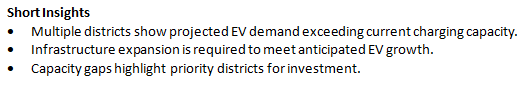 Short Insights
• Multiple districts show projected EV demand exceeding current charging capacity.
• Infrastructure expansion is required to meet anticipated EV growth.
• Capacity gaps highlight priority districts for investment.